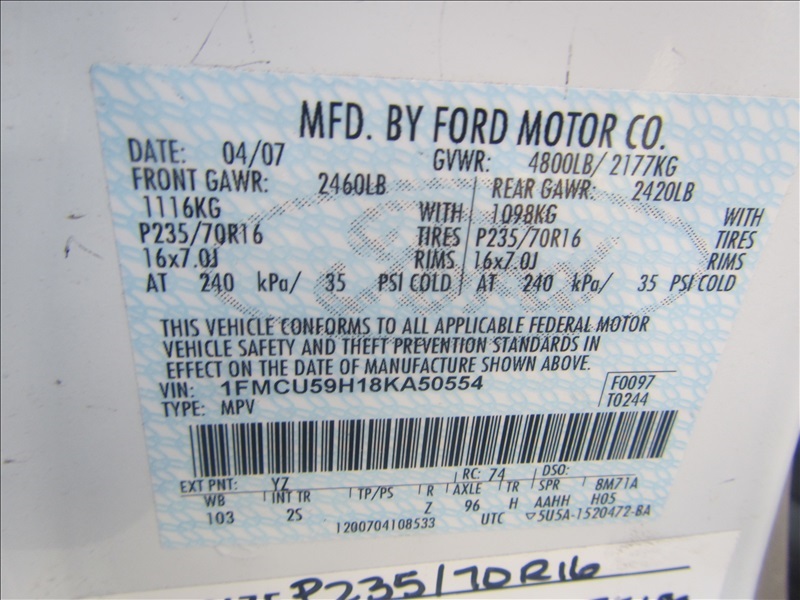 MFD. BY FORD MOTOR CO.
DATE: 04/07 GVWR: 4800LB/ 2177KG
FRONT GAWR: 2460LB REAR GAWR: 2420LB
1116KG WITH 1098KG WITH
P235/70R16 TIRES P235/70R16 TIRES
16x7.0J RIMS 16x7.0J RIMS
AT 240 kPa/ 35 PSI COLD AT 240 kPa/ 35 PSI COLD
THIS VEHICLE CONFORMS TO ALL APPLICABLE FEDERAL MOTOR
VEHICLE SAFETY AND THEFT PREVENTION STANDARDS IN
EFFECT ON THE DATE OF MANUFACTURE SHOWN ABOVE.
VIN: 1FMCU59H18KA50554 F0097
TYPE: MPV T0244
EXT PNT: YZ RC: 74 DSO:
WB INT TR TP/PS R AXLE TR SPR 8M71A
103 2S Z 96 H AAHH H05
1200704108533 UTC ▽5U5A-1520472-BA
P235/70R16